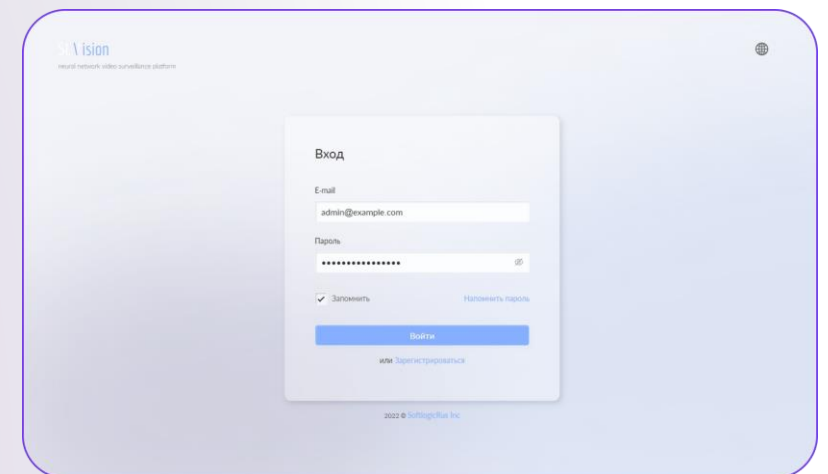 ision
neural network video surveillance platform
Вход
E-mail
admin@example.com
Пароль
••••••••••••••••
Запомнить
Напомнить пароль
Войти
или Зарегистрироваться
2022 © SoftlogicRus Inc